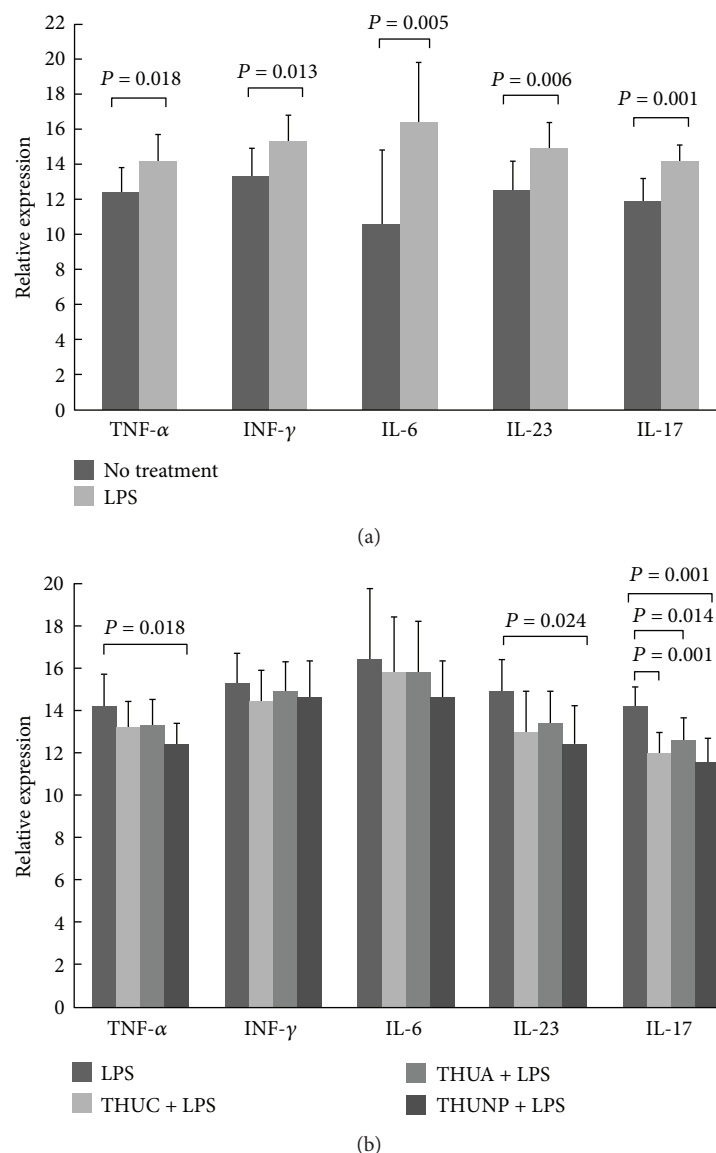 22
20
18
16
14
12
10
8
6
4
2
0
Relative expression
P = 0.018
P = 0.013
P = 0.005
P = 0.006
P = 0.001
TNF-α
INF-γ
IL-6
IL-23
IL-17
No treatment
LPS
(a)
20
18
16
14
12
10
8
6
4
2
0
Relative expression
P = 0.018
P = 0.024
P = 0.001
P = 0.014
P = 0.001
TNF-α
INF-γ
IL-6
IL-23
IL-17
LPS
THUC + LPS
THUA + LPS
THUNP + LPS
(b)